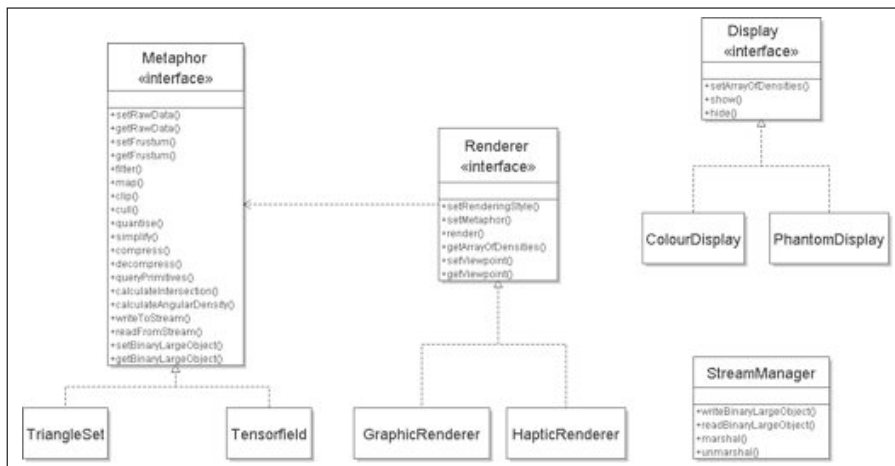 Metaphor
«interface»
+setRawData()
+getRawData()
+setFrustum()
+getFrustum()
+filter()
+map()
+clip()
+cull()
+quantise()
+simplify()
+compress()
+decompress()
+queryPrimitives()
+calculateIntersection()
+calculateAngularDensity()
+writeToStream()
+readFromStream()
+setBinaryLargeObject()
+getBinaryLargeObject()
TriangleSet
Tensorfield
Renderer
«interface»
+setRenderingStyle()
+setMetaphor()
+render()
+getArrayOfDensities()
+setViewpoint()
+getViewpoint()
GraphicRenderer
HapticRenderer
Display
«interface»
+setArrayOfDensities()
+show()
+hide()
ColourDisplay
PhantomDisplay
StreamManager
+writeBinaryLargeObject()
+readBinaryLargeObject()
+marshal()
+unmarshal()